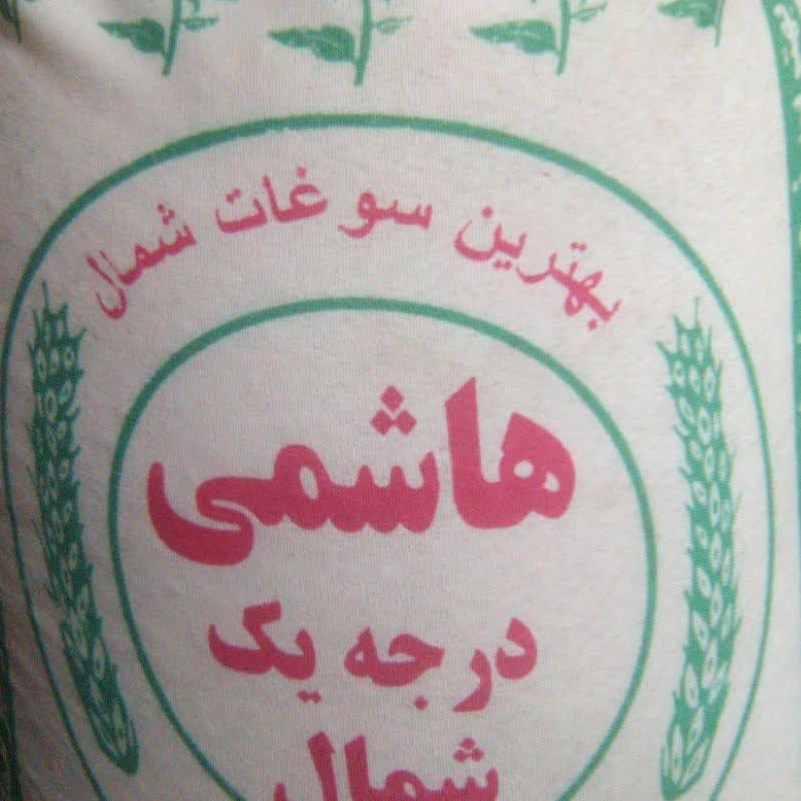 بهترین سوغات شمال
هاشمی
درجه یک
شمال